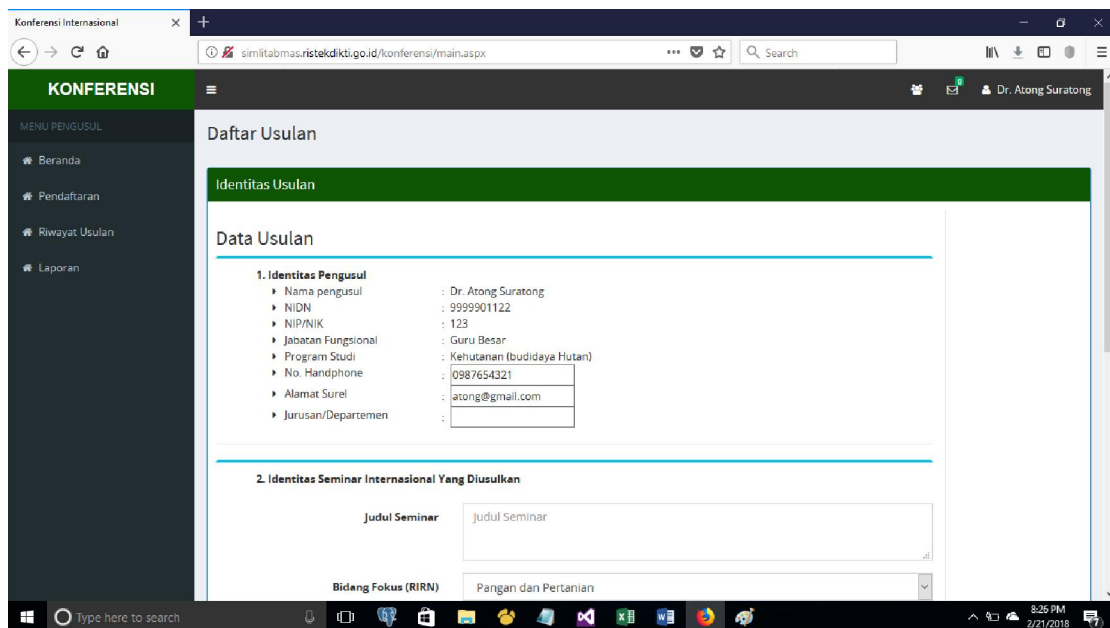 Konferensi Internasional
simlitabmas.ristekdikti.go.id/konferensi/main.aspx
Search
KONFERENSI
0
Dr. Atong Suratong
MENU PENGUSUL
Beranda
Pendaftaran
Riwayat Usulan
Laporan
Daftar Usulan
Identitas Usulan
Data Usulan
1. Identitas Pengusul
Nama pengusul : Dr. Atong Suratong
NIDN : 9999901122
NIP/NIK : 123
Jabatan Fungsional : Guru Besar
Program Studi : Kehutanan (budidaya Hutan)
No. Handphone : 0987654321
Alamat Surel : atong@gmail.com
Jurusan/Departemen :
2. Identitas Seminar Internasional Yang Diusulkan
Judul Seminar Judul Seminar
Bidang Fokus (RIRN) Pangan dan Pertanian
Type here to search
8:25 PM
2/21/2018